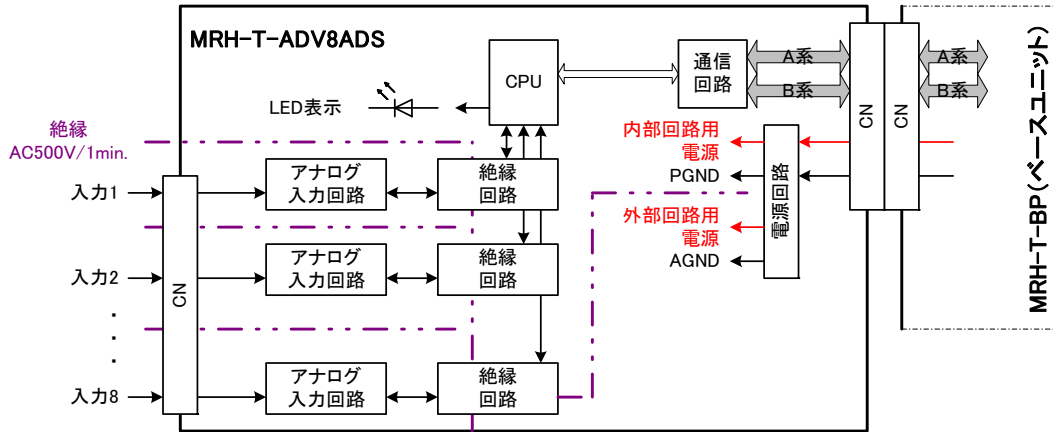 MRH-T-ADV8ADS
CPU
通信
回路
A系
B系
CN
CN
A系
B系
MRH-T-BP(ベースユニット)
LED表示
絶縁
AC500V/1min.
内部回路用
電源
PGND
外部回路用
電源
AGND
電源回路
入力1
アナログ
入力回路
絶縁
回路
入力2
CN
アナログ
入力回路
絶縁
回路
・
・
・
入力8
アナログ
入力回路
絶縁
回路